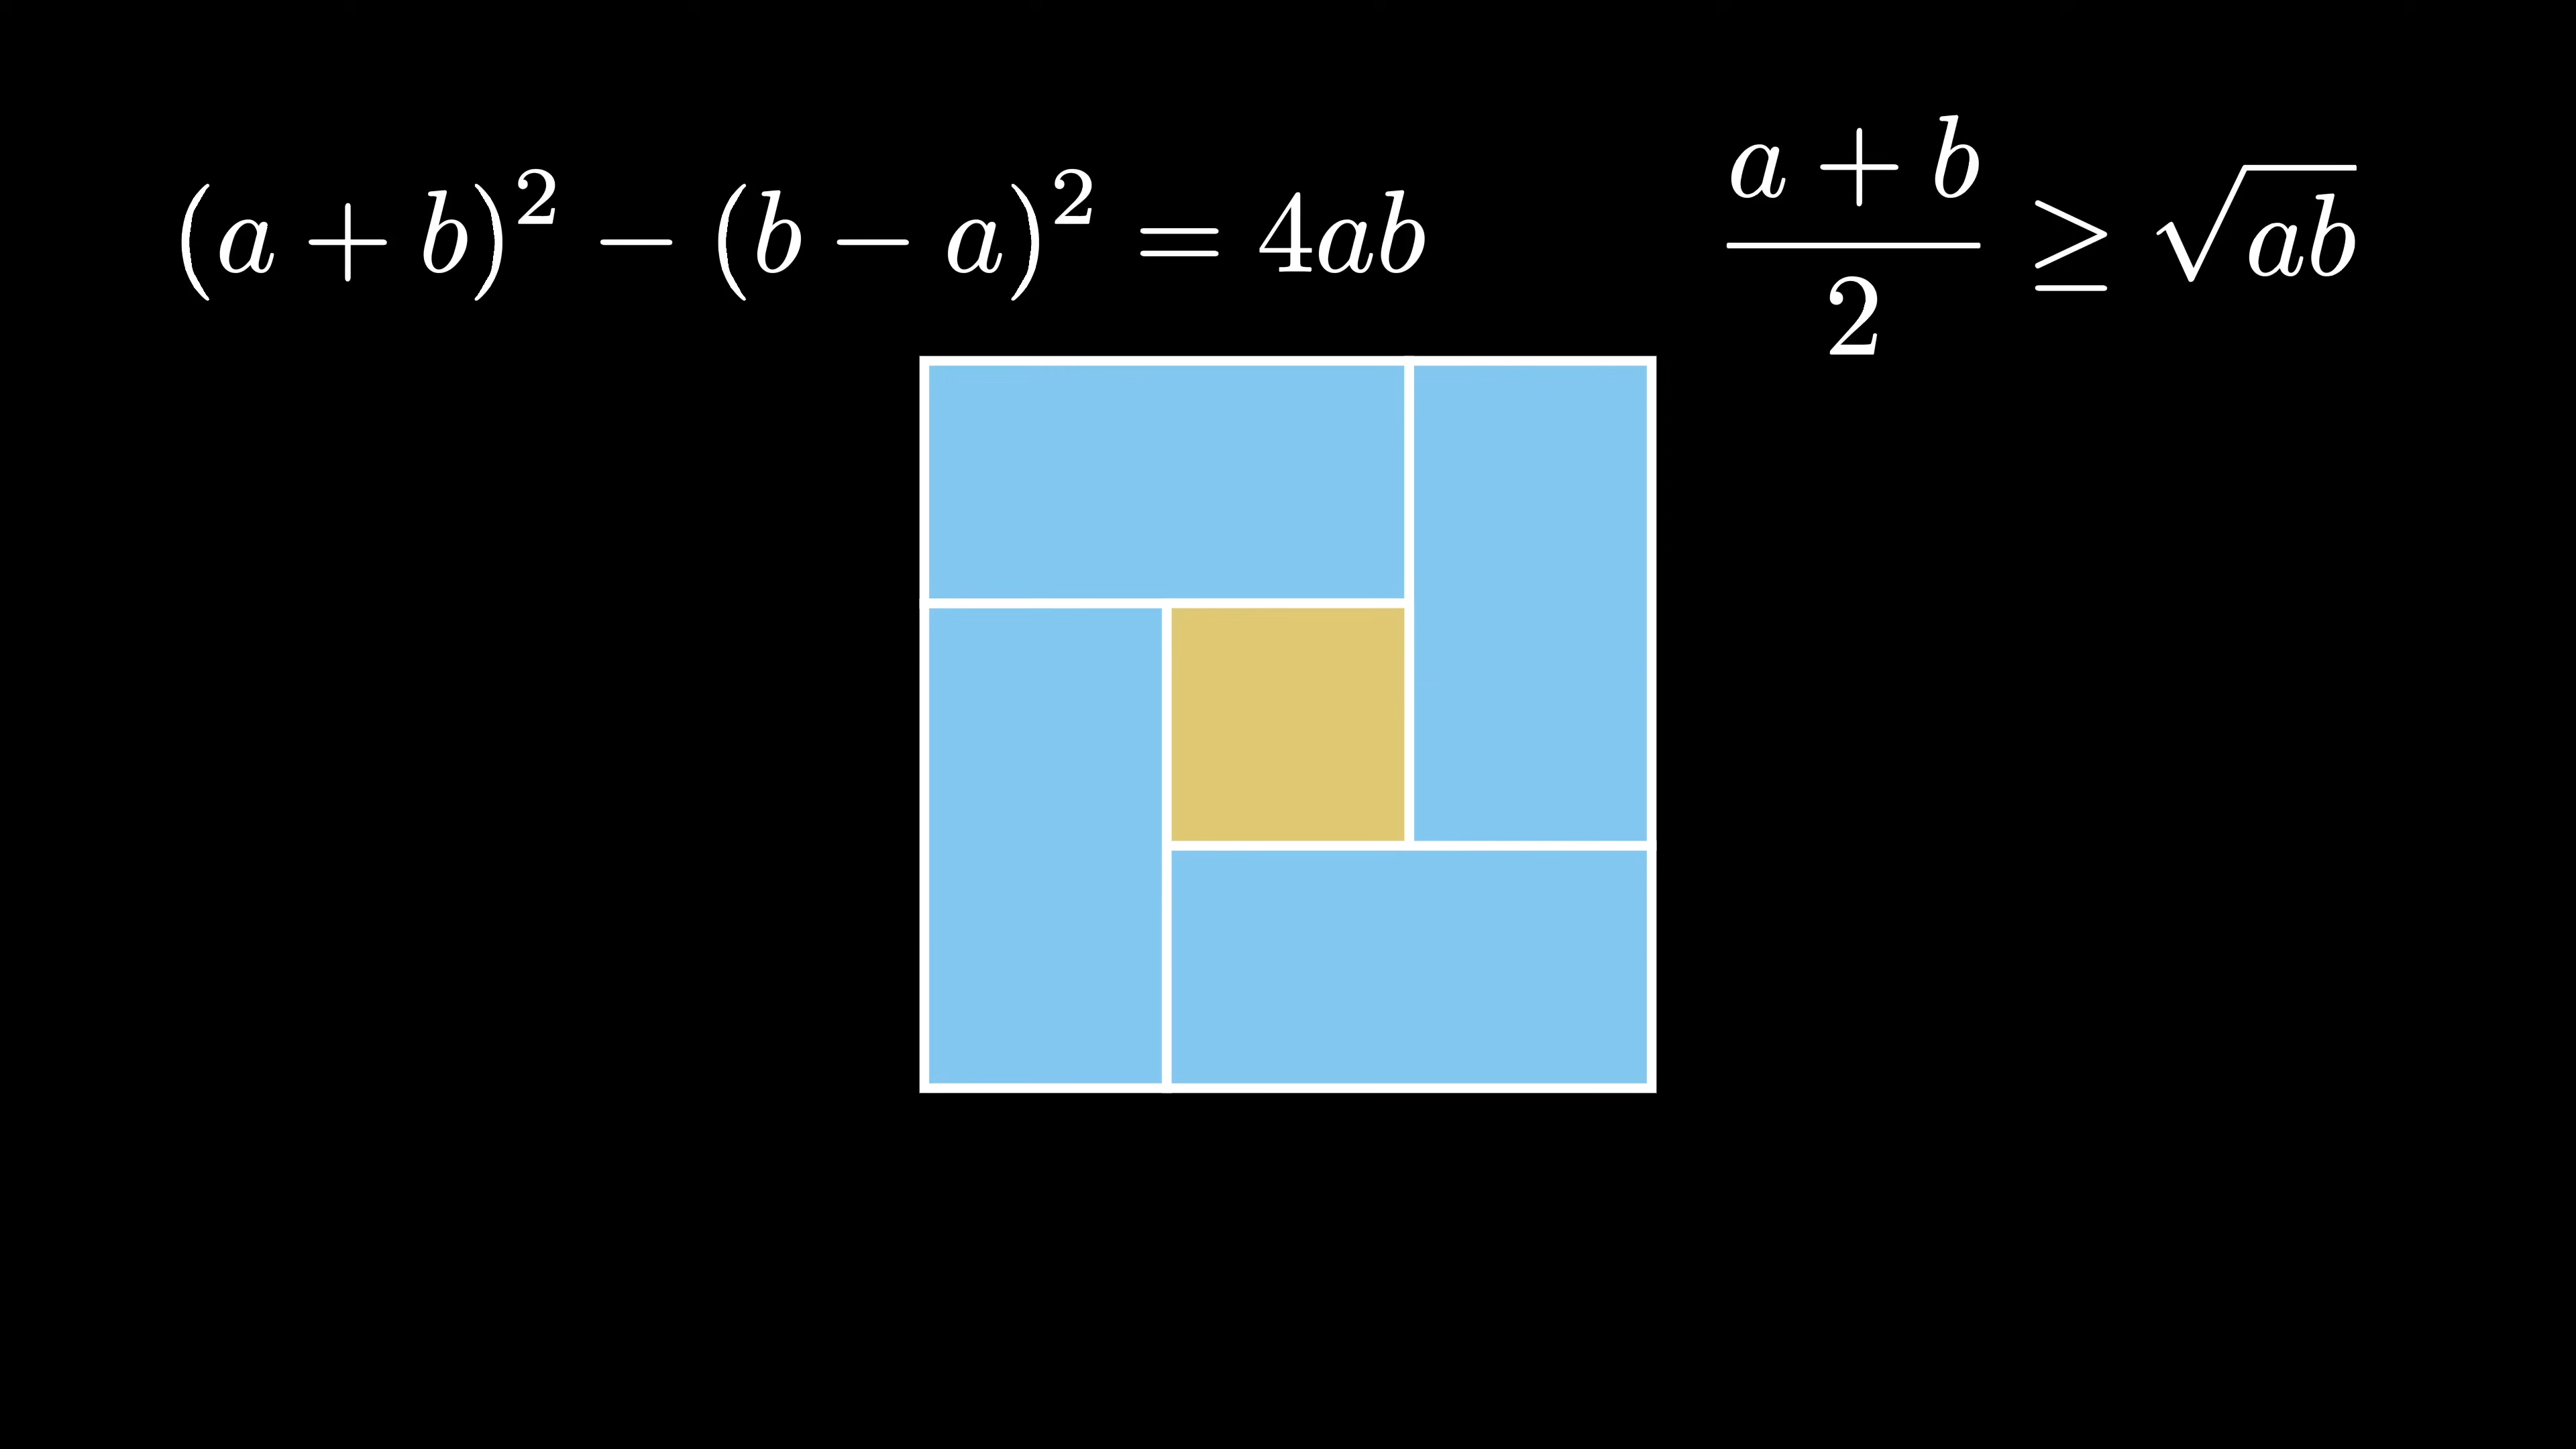 (a + b)² − (b − a)² = 4ab
(a + b)/2 ≥ √(ab)